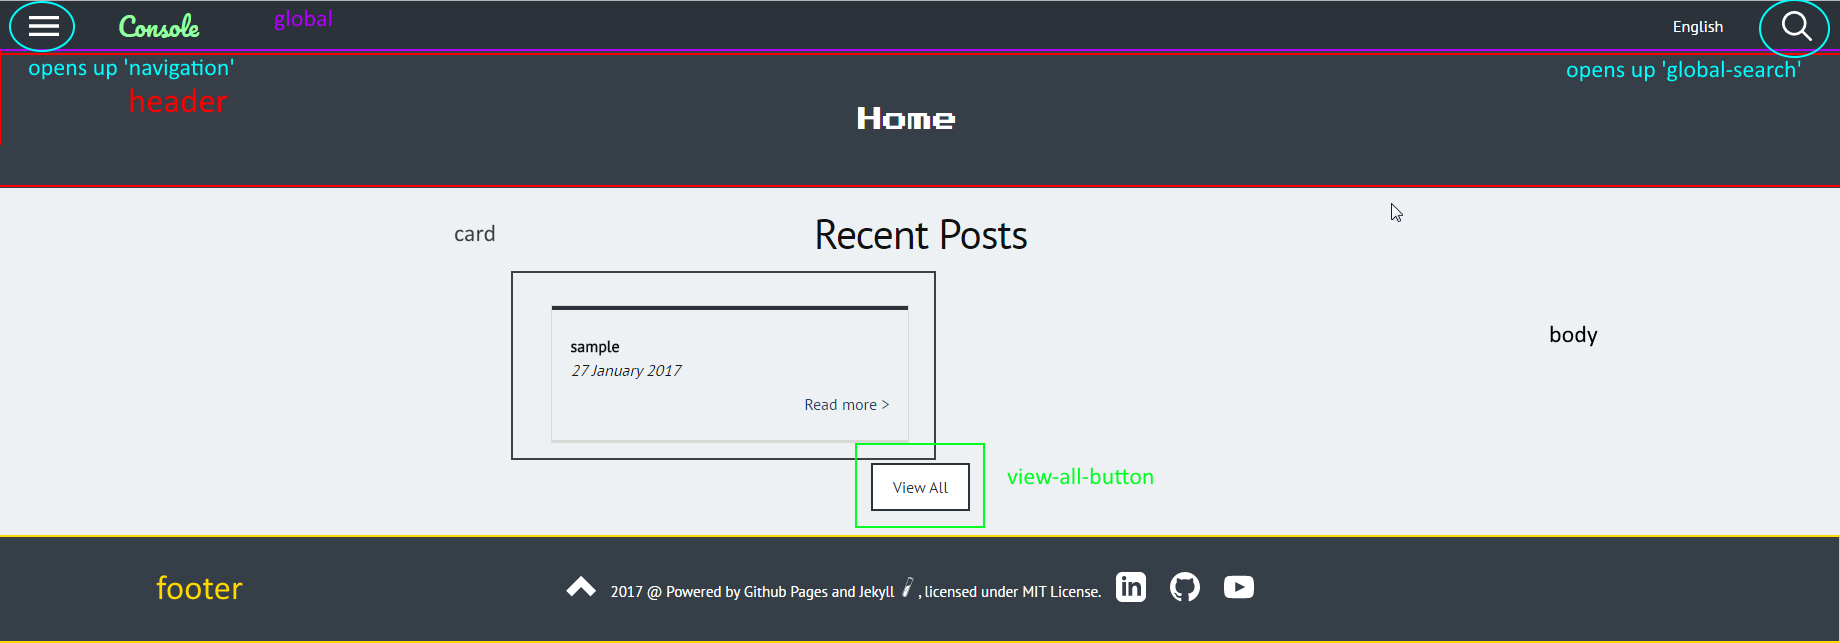 Console
global
English
opens up 'navigation'
opens up 'global-search'
header
Home
card
Recent Posts
sample
27 January 2017
Read more >
body
View All
view-all-button
footer
2017 @ Powered by Github Pages and Jekyll , licensed under MIT License.
in